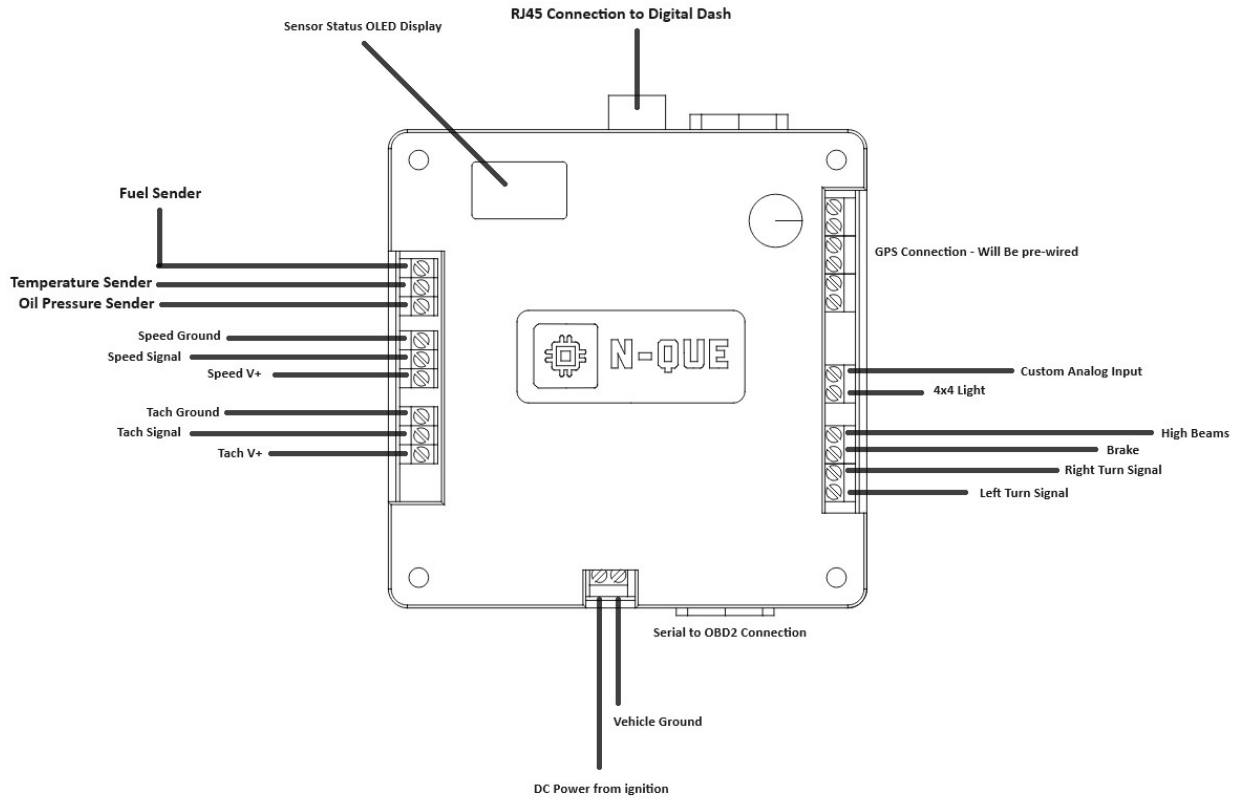 RJ45 Connection to Digital Dash
Sensor Status OLED Display
Fuel Sender
Temperature Sender
Oil Pressure Sender
Speed Ground
Speed Signal
Speed V+
Tach Ground
Tach Signal
Tach V+
N-QUE
GPS Connection - Will Be pre-wired
Custom Analog Input
4x4 Light
High Beams
Brake
Right Turn Signal
Left Turn Signal
Serial to OBD2 Connection
Vehicle Ground
DC Power from ignition